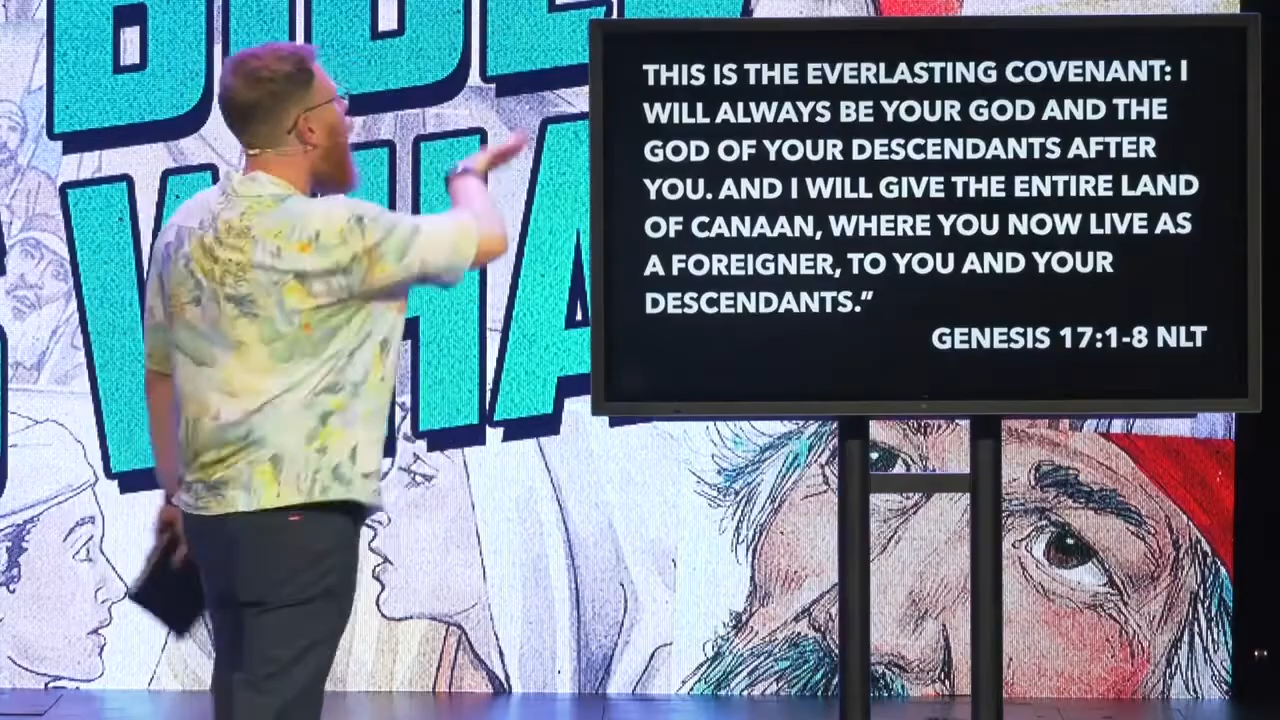 THIS IS THE EVERLASTING COVENANT: I
WILL ALWAYS BE YOUR GOD AND THE
GOD OF YOUR DESCENDANTS AFTER
YOU. AND I WILL GIVE THE ENTIRE LAND
OF CANAAN, WHERE YOU NOW LIVE AS
A FOREIGNER, TO YOU AND YOUR
DESCENDANTS.”
GENESIS 17:1-8 NLT